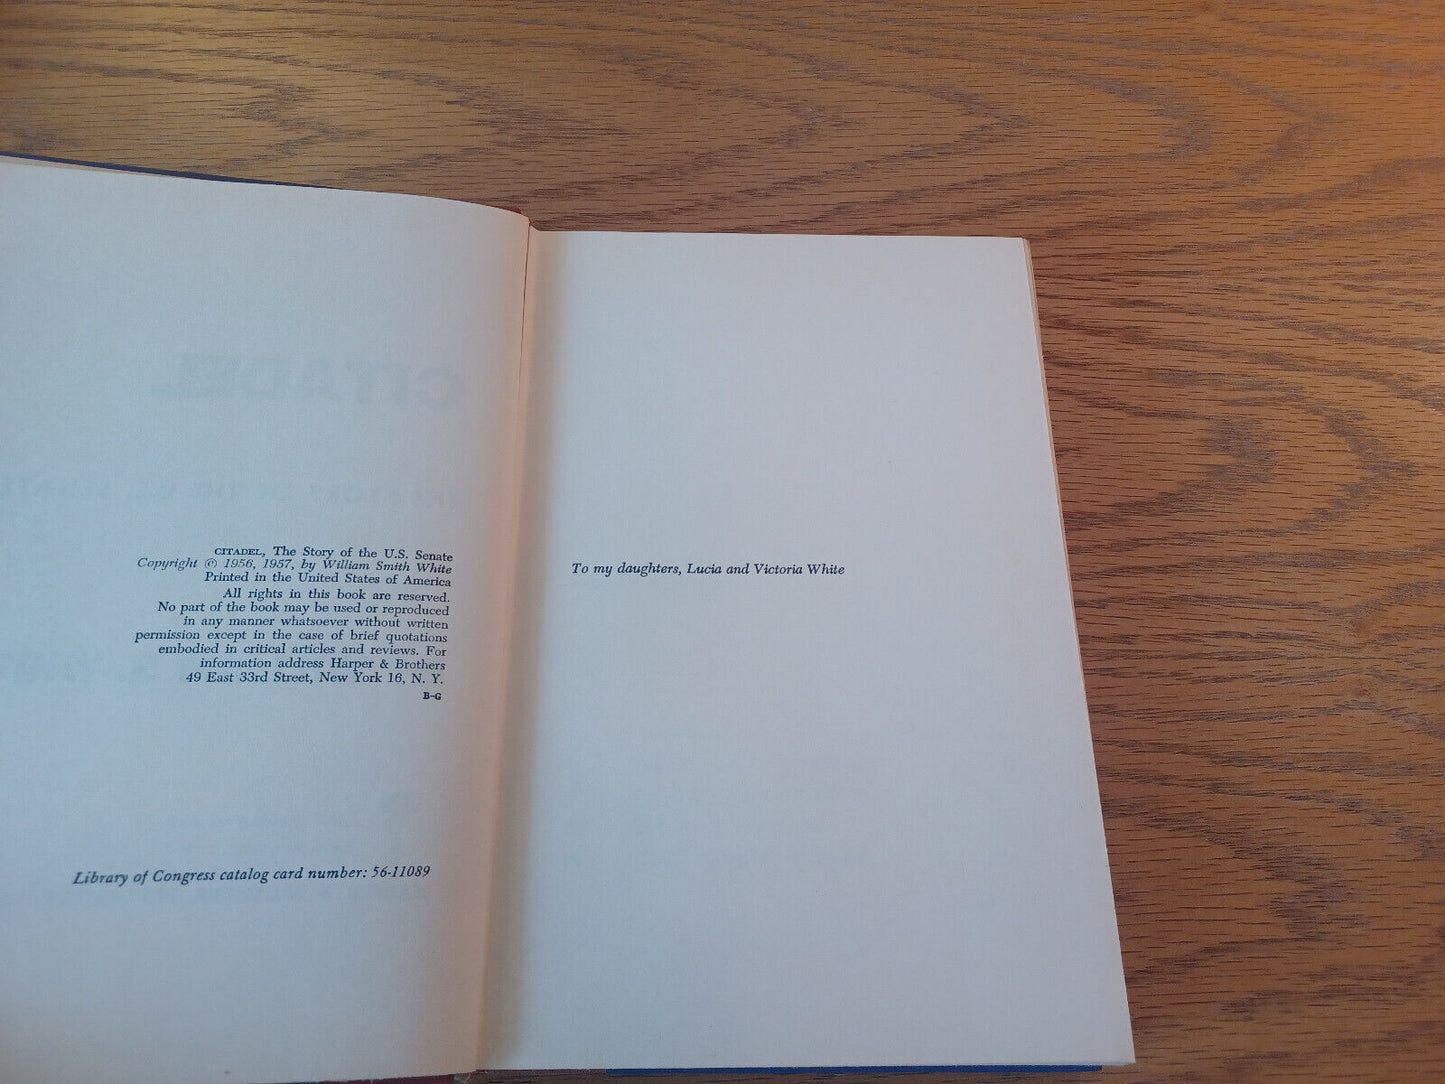 CITADEL, The Story of the U.S. Senate
Copyright © 1956, 1957, by William Smith White
Printed in the United States of America
All rights in this book are reserved.
No part of the book may be used or reproduced
in any manner whatsoever without written
permission except in the case of brief quotations
embodied in critical articles and reviews. For
information address Harper & Brothers
49 East 33rd Street, New York 16, N. Y.
B-G
Library of Congress catalog card number: 56-11089
To my daughters, Lucia and Victoria White